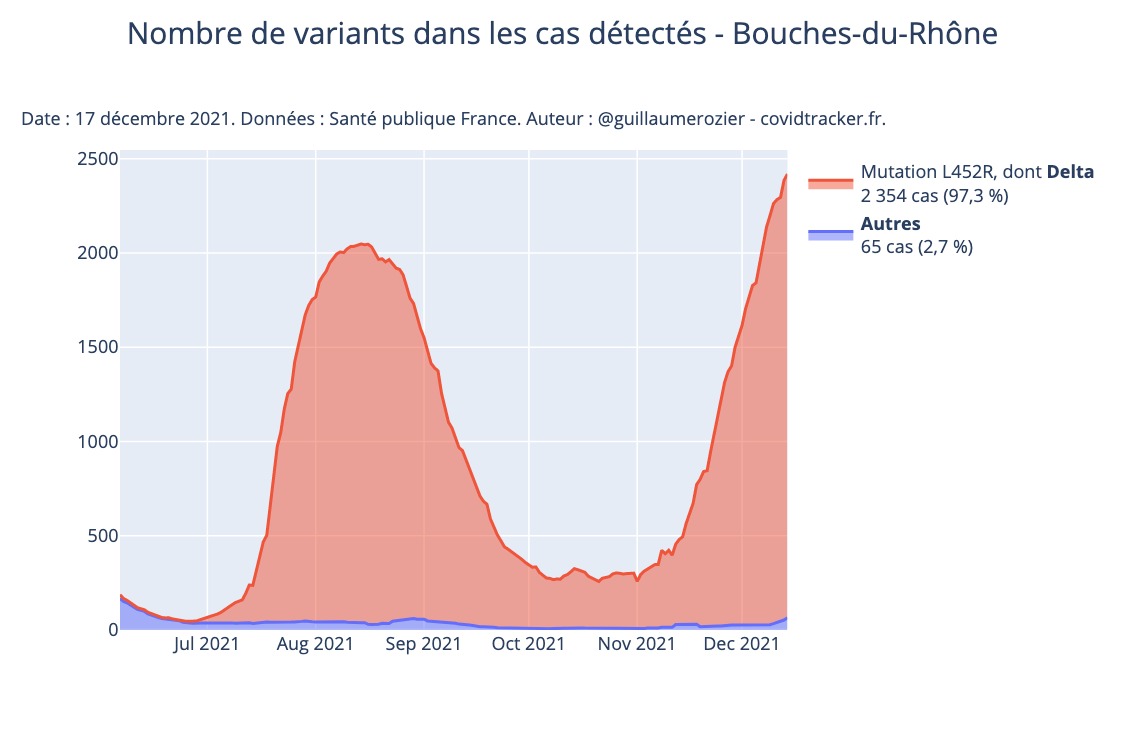 Nombre de variants dans les cas détectés - Bouches-du-Rhône
Date : 17 décembre 2021. Données : Santé publique France. Auteur : @guillaumerozier - covidtracker.fr.
2500
2000
1500
1000
500
0
Jul 2021
Aug 2021
Sep 2021
Oct 2021
Nov 2021
Dec 2021
Mutation L452R, dont Delta
2 354 cas (97,3 %)
Autres
65 cas (2,7 %)